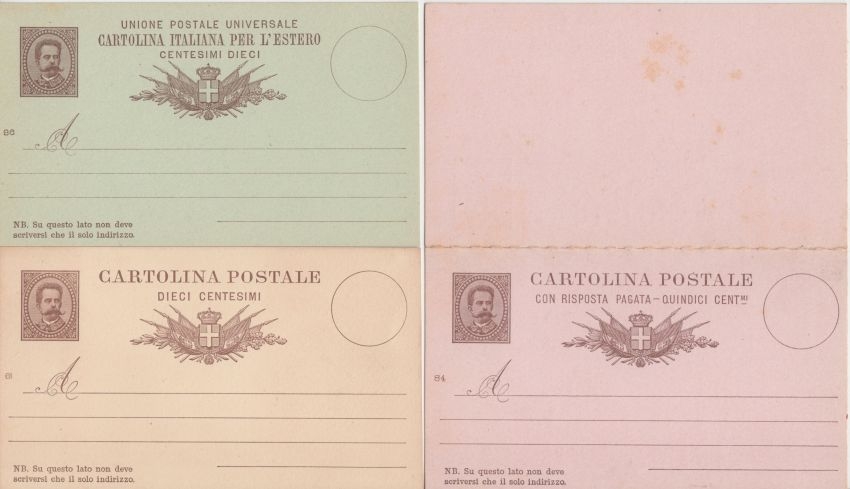 UNIONE POSTALE UNIVERSALE
CARTOLINA ITALIANA PER L'ESTERO
CENTESIMI DIECI
86
A
NB. Su questo lato non deve
scriversi che il solo indirizzo.
CARTOLINA POSTALE
DIECI CENTESIMI
81
A
NB. Su questo lato non deve
scriversi che il solo indirizzo.
CARTOLINA POSTALE
CON RISPOSTA PAGATA - QUINDICI CENTMI
84
A
NB. Su questo lato non deve
scriversi che il solo indirizzo.